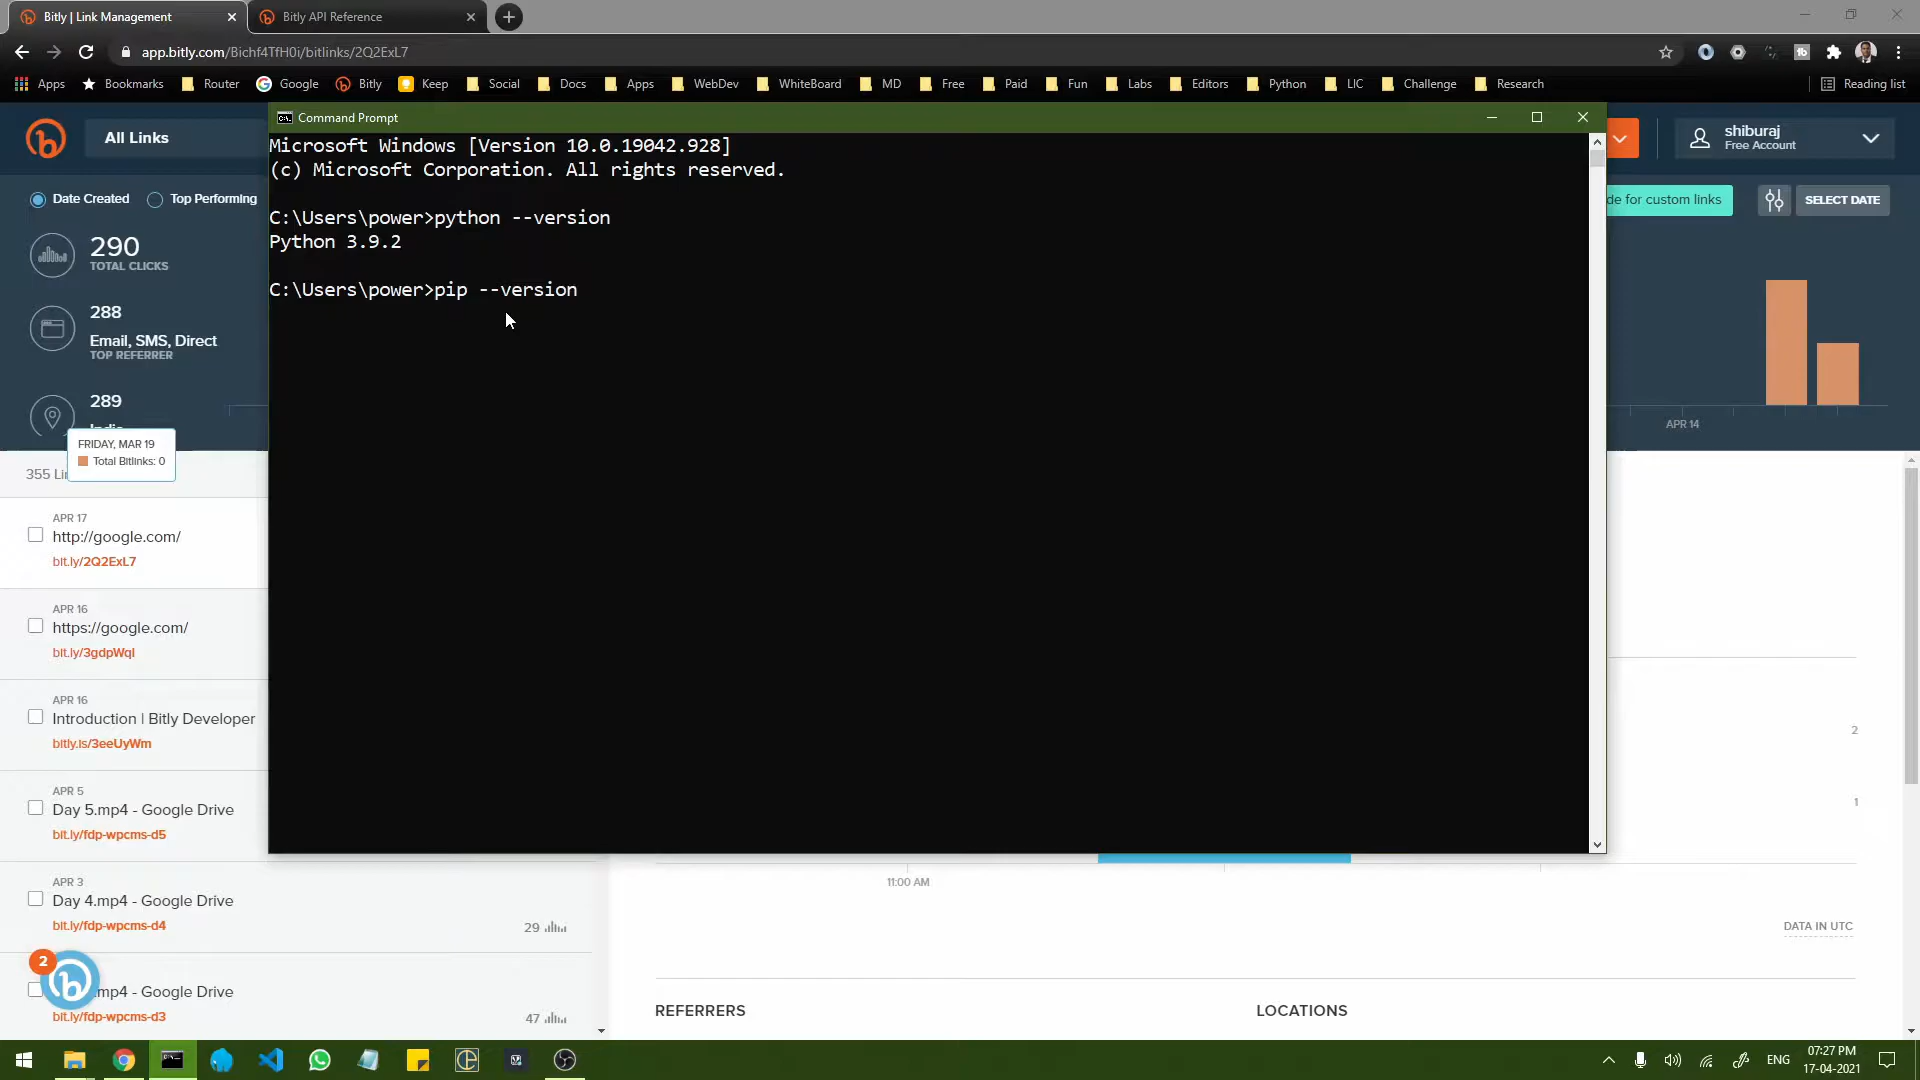 Bitly | Link Management
Bitly API Reference
app.bitly.com/Bichf4TfH0i/bitlinks/2Q2ExL7
Apps
Bookmarks
Router
Google
Bitly
Keep
Social
Docs
Apps
WebDev
WhiteBoard
MD
Free
Paid
Fun
Labs
Editors
Python
LIC
Challenge
Research
Reading list
All Links
shiburaj
Free Account
Date Created
Top Performing
de for custom links
SELECT DATE
290
TOTAL CLICKS
288
Email, SMS, Direct
TOP REFERRER
289
India
FRIDAY, MAR 19
Total Bitlinks: 0
355 Li
APR 14
Command Prompt
Microsoft Windows [Version 10.0.19042.928]
(c) Microsoft Corporation. All rights reserved.
C:\Users\power>python --version
Python 3.9.2
C:\Users\power>pip --version
APR 17
http://google.com/
bit.ly/2Q2ExL7
APR 16
https://google.com/
bit.ly/3gdpWqI
APR 16
Introduction | Bitly Developer
bitly.is/3eeUyWm
APR 5
Day 5.mp4 - Google Drive
bit.ly/fdp-wpcms-d5
APR 3
Day 4.mp4 - Google Drive
bit.ly/fdp-wpcms-d4
29
2
mp4 - Google Drive
bit.ly/fdp-wpcms-d3
47
2
1
11:00 AM
DATA IN UTC
REFERRERS
LOCATIONS
ENG
07:27 PM
17-04-2021